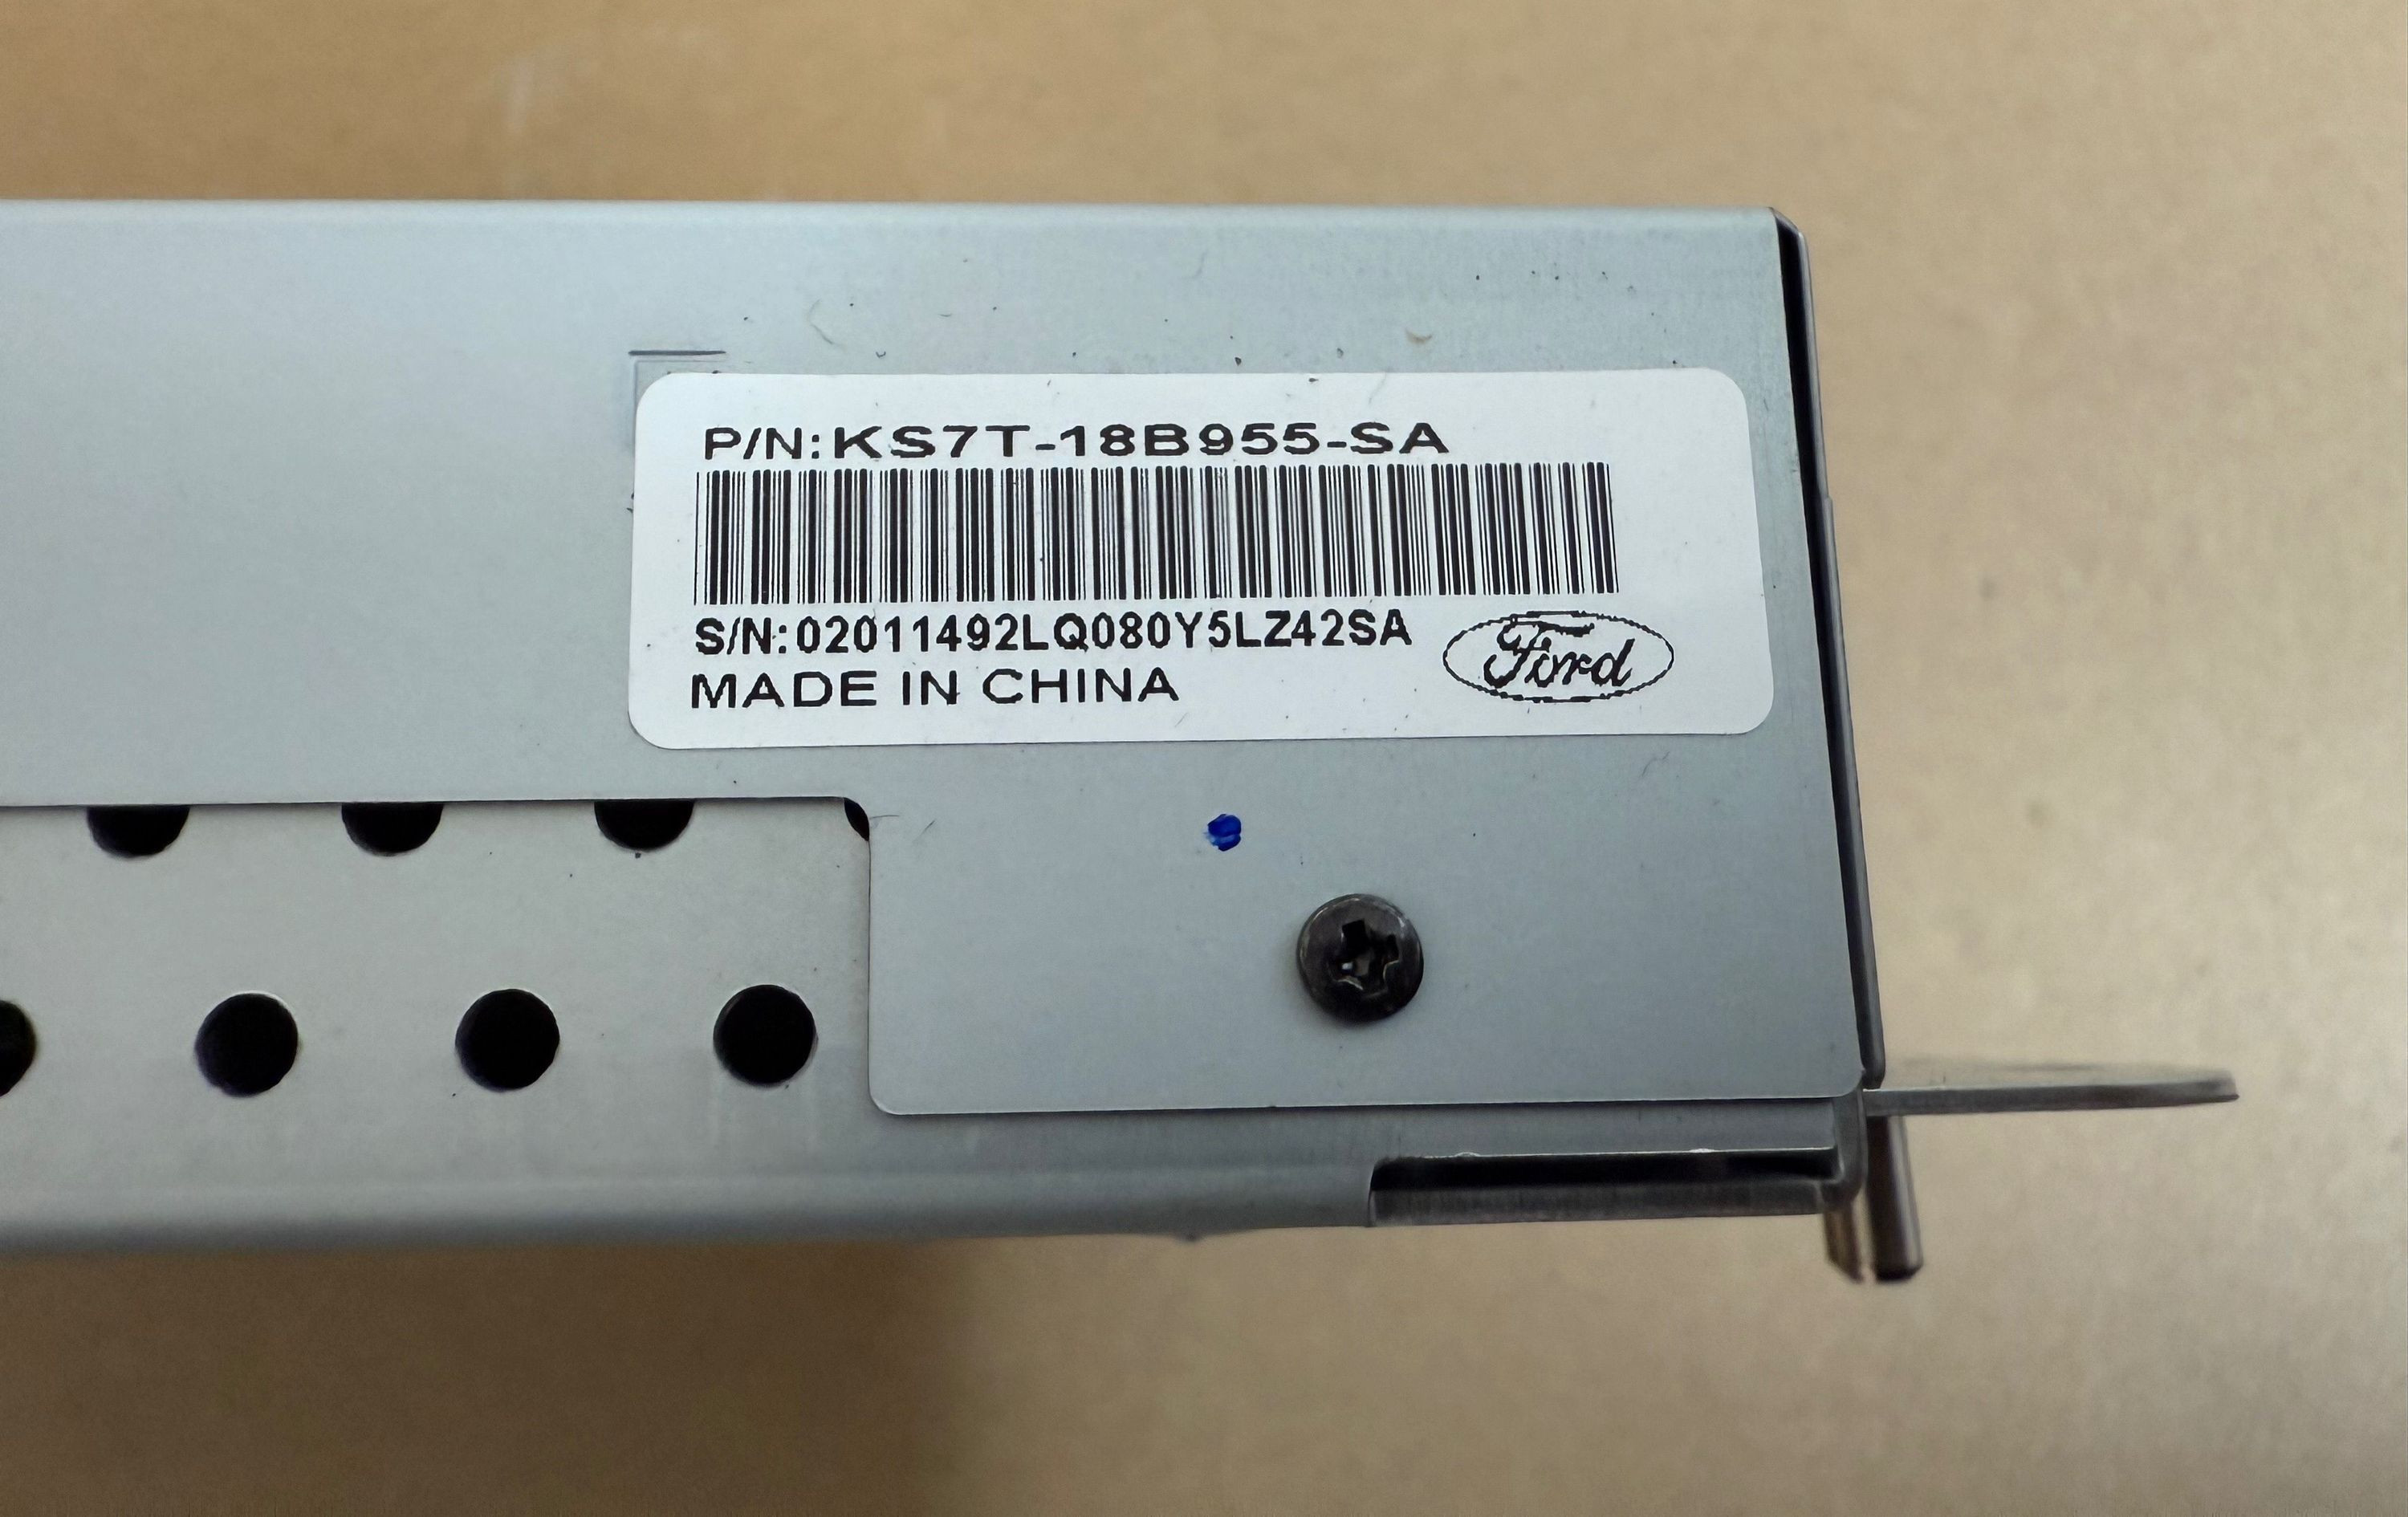 P/N:KS7T-18B955-SA
S/N:02011492LQ080Y5LZ42SA
MADE IN CHINA
Ford